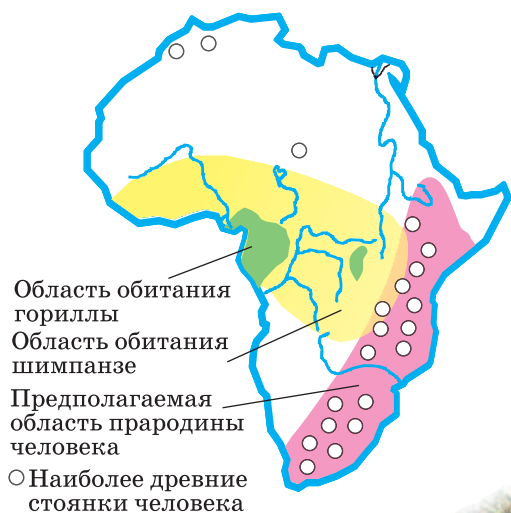 Область обитания
гориллы
Область обитания
шимпанзе
Предполагаемая
область прародины
человека
Наиболее древние
стоянки человека